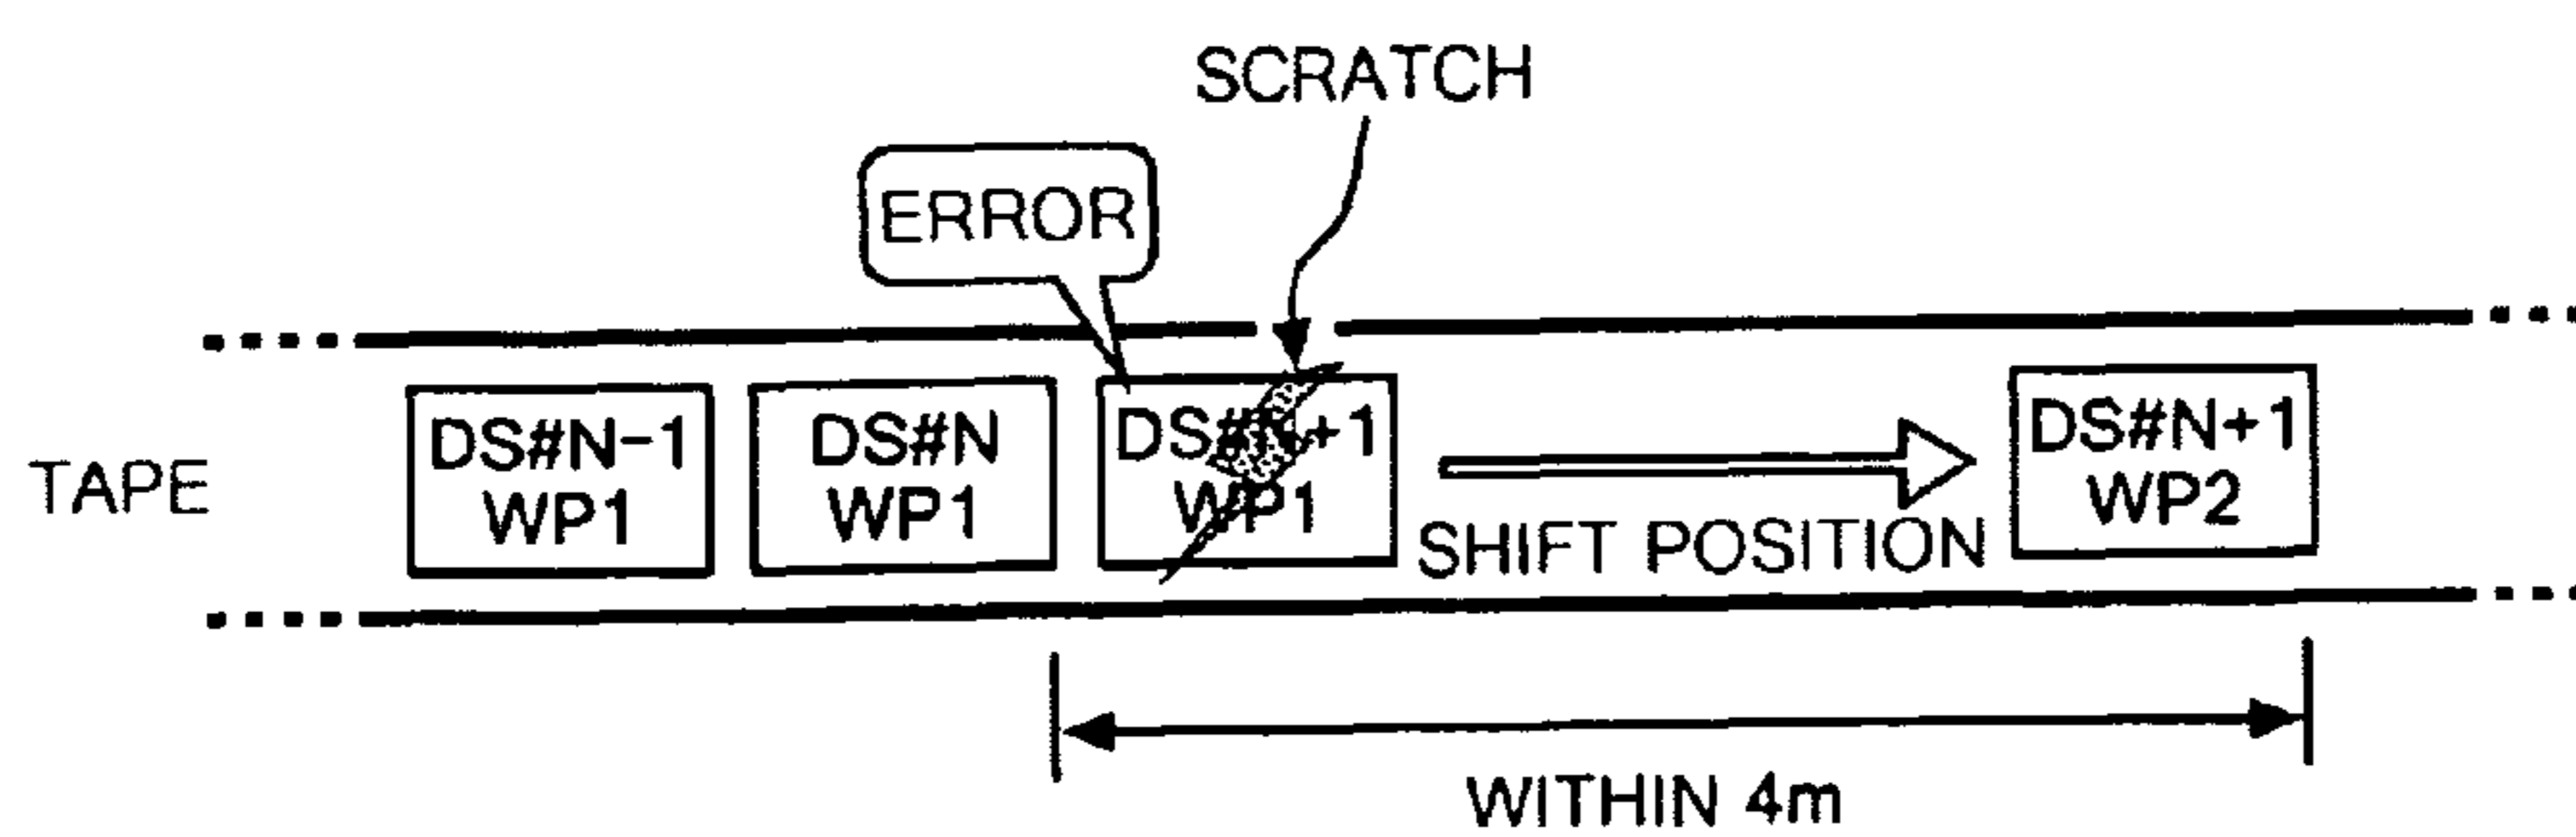 SCRATCH
ERROR
TAPE
DS#N-1
WP1
DS#N
WP1
DS#N+1
WP1
SHIFT POSITION
DS#N+1
WP2
WITHIN 4m